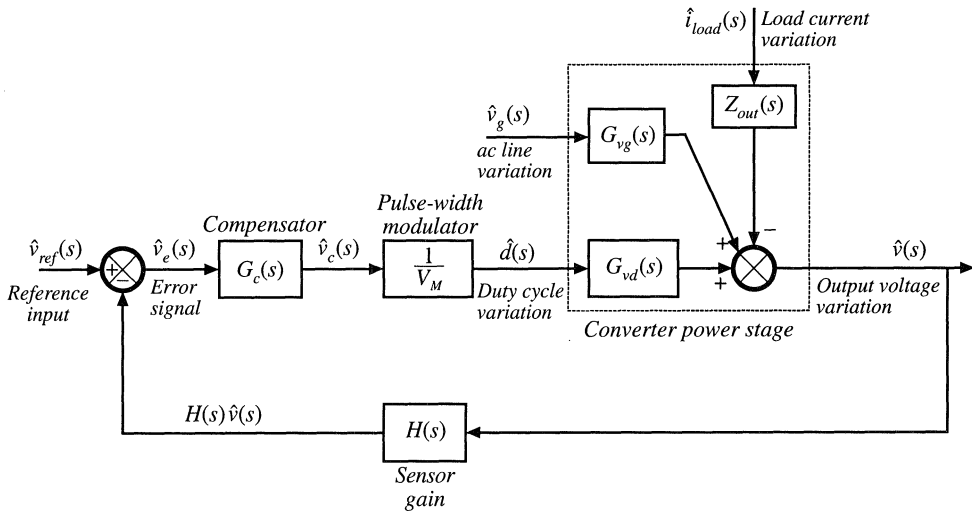 î_load(s)
Load current
variation
Z_out(s)
v̂_g(s)
ac line
variation
G_vg(s)
Pulse-width
modulator
Compensator
v̂_ref(s)
Reference
input
+
−
v̂_e(s)
Error
signal
G_c(s)
v̂_c(s)
1
V_M
d̂(s)
Duty cycle
variation
G_vd(s)
+
+
−
v̂(s)
Output voltage
variation
Converter power stage
H(s)v̂(s)
H(s)
Sensor
gain